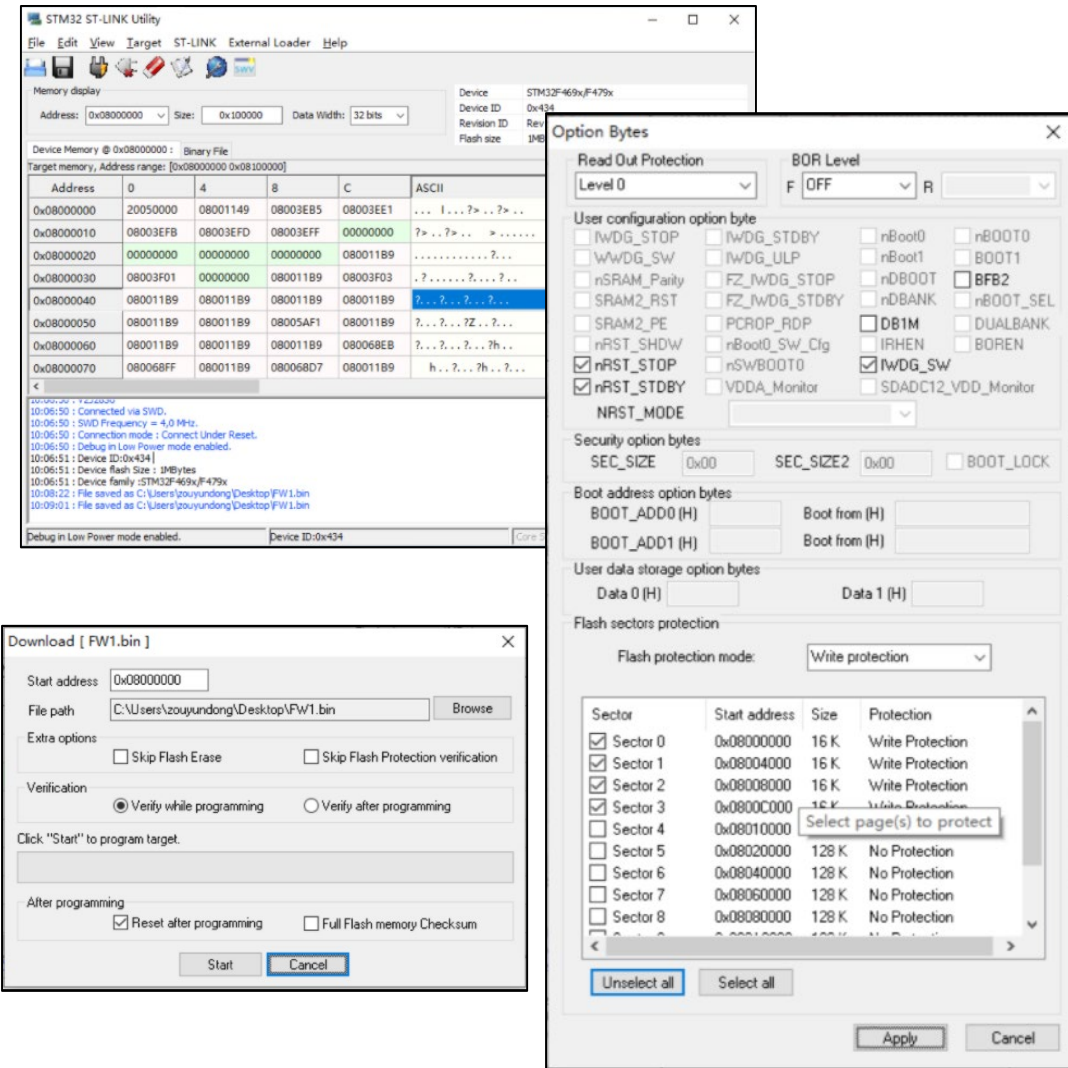 STM32 ST-LINK Utility
File Edit View Target ST-LINK External Loader Help
Memory display
Address: 0x08000000 Size: 0x100000 Data Width: 32 bits
Device STM32F469x/F479x
Device ID 0x434
Revision ID Rev
Flash size 1MB
Device Memory @ 0x08000000 : Binary File
Target memory, Address range: [0x08000000 0x08100000]
Address 0 4 8 C ASCII
0x08000000 20050000 08001149 08003EB5 08003EE1 ... I...?>..?>..
0x08000010 08003EFB 08003EFD 08003EFF 00000000 ?>..?>.. >......
0x08000020 00000000 00000000 00000000 080011B9 ............?...
0x08000030 08003F01 00000000 080011B9 08003F03 .?......?....?..
0x08000040 080011B9 080011B9 080011B9 080011B9 ?...?...?...?...
0x08000050 080011B9 080011B9 08005AF1 080011B9 ?...?...?Z..?...
0x08000060 080011B9 080011B9 080011B9 080068EB ?...?...?...?h..
0x08000070 080068FF 080011B9 080068D7 080011B9 h..?...?h..?...
10:06:50 : Connected via SWD.
10:06:50 : SWD Frequency = 4,0 MHz.
10:06:50 : Connection mode : Connect Under Reset.
10:06:50 : Debug in Low Power mode enabled.
10:06:51 : Device ID:0x434
10:06:51 : Device flash Size : 1MBytes
10:06:51 : Device family :STM32F469x/F479x
10:08:22 : File saved as C:\Users\zouyundong\Desktop\FW1.bin
10:09:01 : File saved as C:\Users\zouyundong\Desktop\FW1.bin
Debug in Low Power mode enabled. Device ID:0x434 Core S
Option Bytes
Read Out Protection BOR Level
Level 0 F OFF R
User configuration option byte
IWDG_STOP IWDG_STDBY nBoot0 nBOOT0
WWDG_SW IWDG_ULP nBoot1 BOOT1
nSRAM_Parity FZ_IWDG_STOP nDBOOT BFB2
SRAM2_RST FZ_IWDG_STDBY nDBANK nBOOT_SEL
SRAM2_PE PCROP_RDP DB1M DUALBANK
nRST_SHDW nBoot0_SW_Cfg IRHEN BOREN
nRST_STOP nSWBOOT0 IWDG_SW
nRST_STDBY VDDA_Monitor SDADC12_VDD_Monitor
NRST_MODE
Security option bytes
SEC_SIZE 0x00 SEC_SIZE2 0x00 BOOT_LOCK
Boot address option bytes
BOOT_ADD0 (H) Boot from (H)
BOOT_ADD1 (H) Boot from (H)
User data storage option bytes
Data 0 (H) Data 1 (H)
Flash sectors protection
Flash protection mode: Write protection
Sector Start address Size Protection
Sector 0 0x08000000 16 K Write Protection
Sector 1 0x08004000 16 K Write Protection
Sector 2 0x08008000 16 K Write Protection
Sector 3 0x0800C000 16 K Write Protection
Sector 4 0x08010000
Select page(s) to protect
Sector 5 0x08020000 128 K No Protection
Sector 6 0x08040000 128 K No Protection
Sector 7 0x08060000 128 K No Protection
Sector 8 0x08080000 128 K No Protection
Unselect all Select all
Apply Cancel
Download [ FW1.bin ]
Start address 0x08000000
File path C:\Users\zouyundong\Desktop\FW1.bin Browse
Extra options
Skip Flash Erase Skip Flash Protection verification
Verification
Verify while programming Verify after programming
Click "Start" to program target.
After programming
Reset after programming Full Flash memory Checksum
Start Cancel